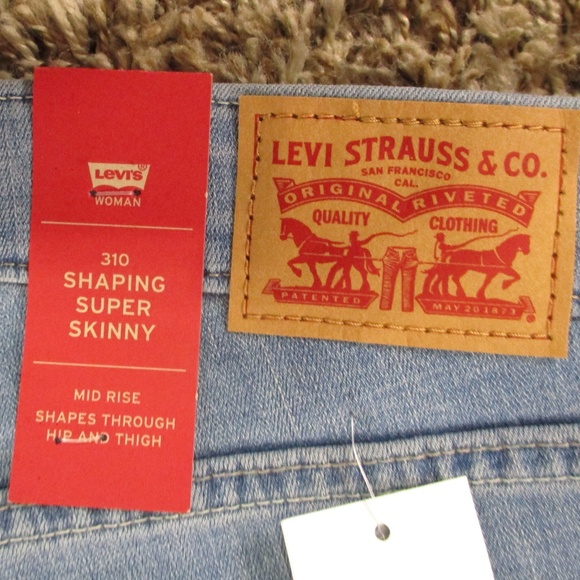 LEVI'S
WOMAN
310
SHAPING
SUPER
SKINNY
MID RISE
SHAPES THROUGH
HIP AND THIGH
LEVI STRAUSS & CO.
SAN FRANCISCO
CAL.
ORIGINAL RIVETED
QUALITY CLOTHING
PATENTED MAY 20 1873